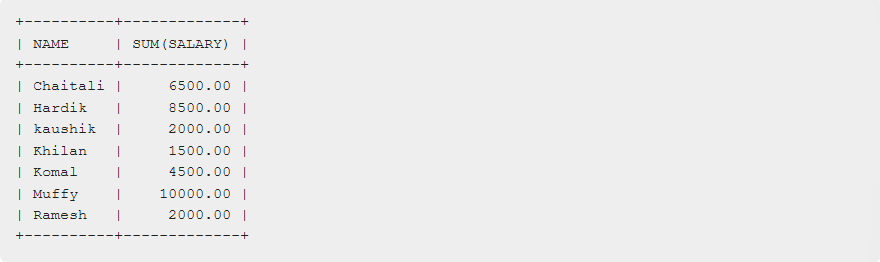 +----------+-------------+
| NAME     | SUM(SALARY) |
+----------+-------------+
| Chaitali |     6500.00 |
| Hardik   |     8500.00 |
| kaushik  |     2000.00 |
| Khilan   |     1500.00 |
| Komal    |     4500.00 |
| Muffy    |    10000.00 |
| Ramesh   |     2000.00 |
+----------+-------------+